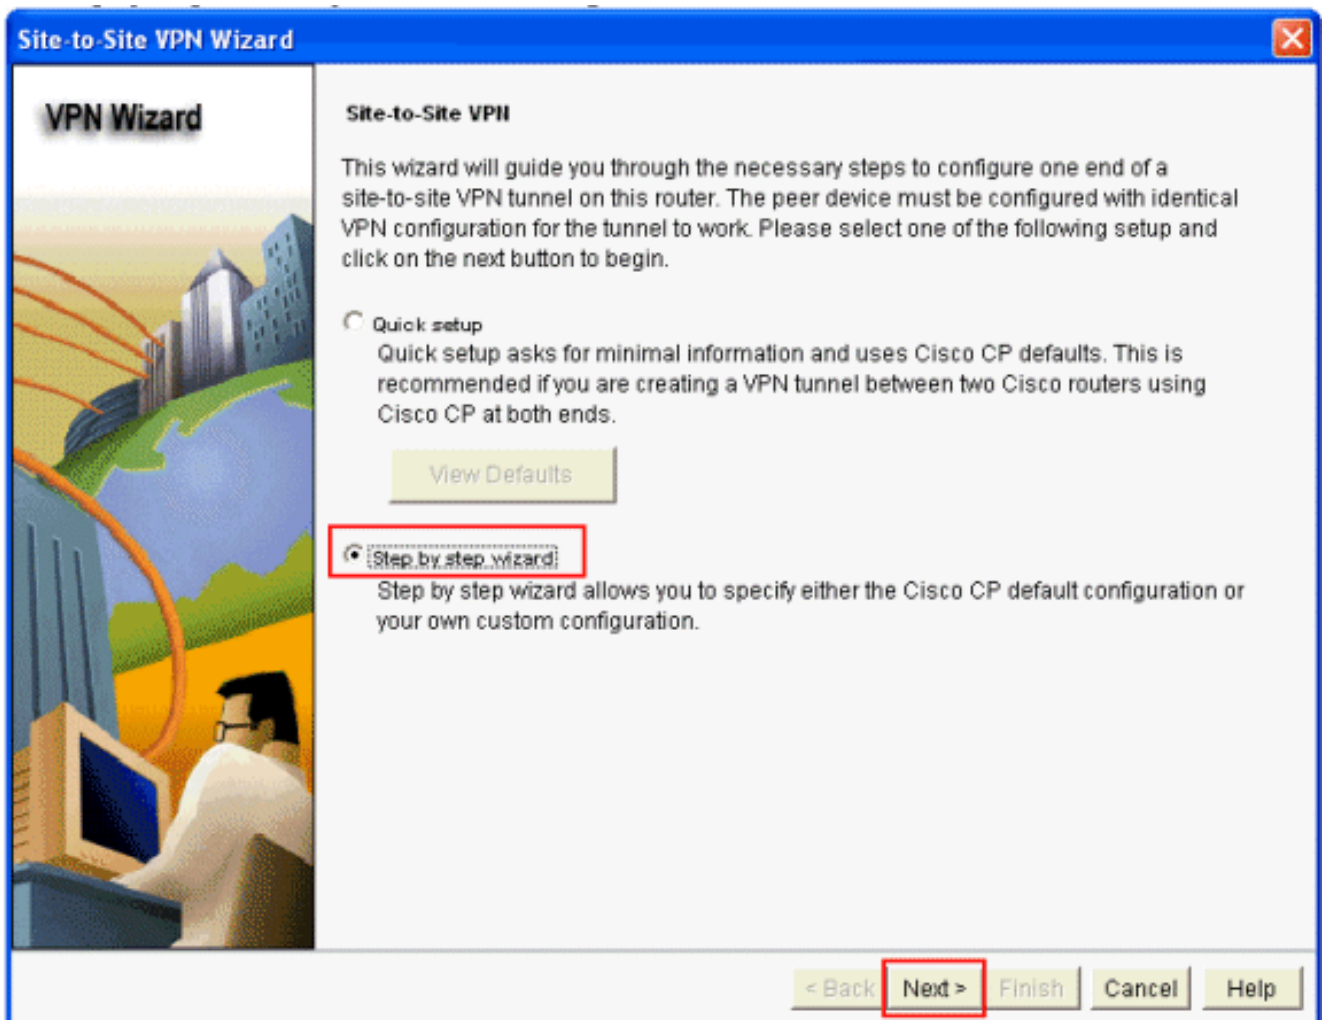 Site-to-Site VPN Wizard
VPN Wizard
Site-to-Site VPN
This wizard will guide you through the necessary steps to configure one end of a
site-to-site VPN tunnel on this router. The peer device must be configured with identical
VPN configuration for the tunnel to work. Please select one of the following setup and
click on the next button to begin.
Quick setup
Quick setup asks for minimal information and uses Cisco CP defaults. This is
recommended if you are creating a VPN tunnel between two Cisco routers using
Cisco CP at both ends.
View Defaults
Step by step wizard
Step by step wizard allows you to specify either the Cisco CP default configuration or
your own custom configuration.
< Back Next > Finish Cancel Help